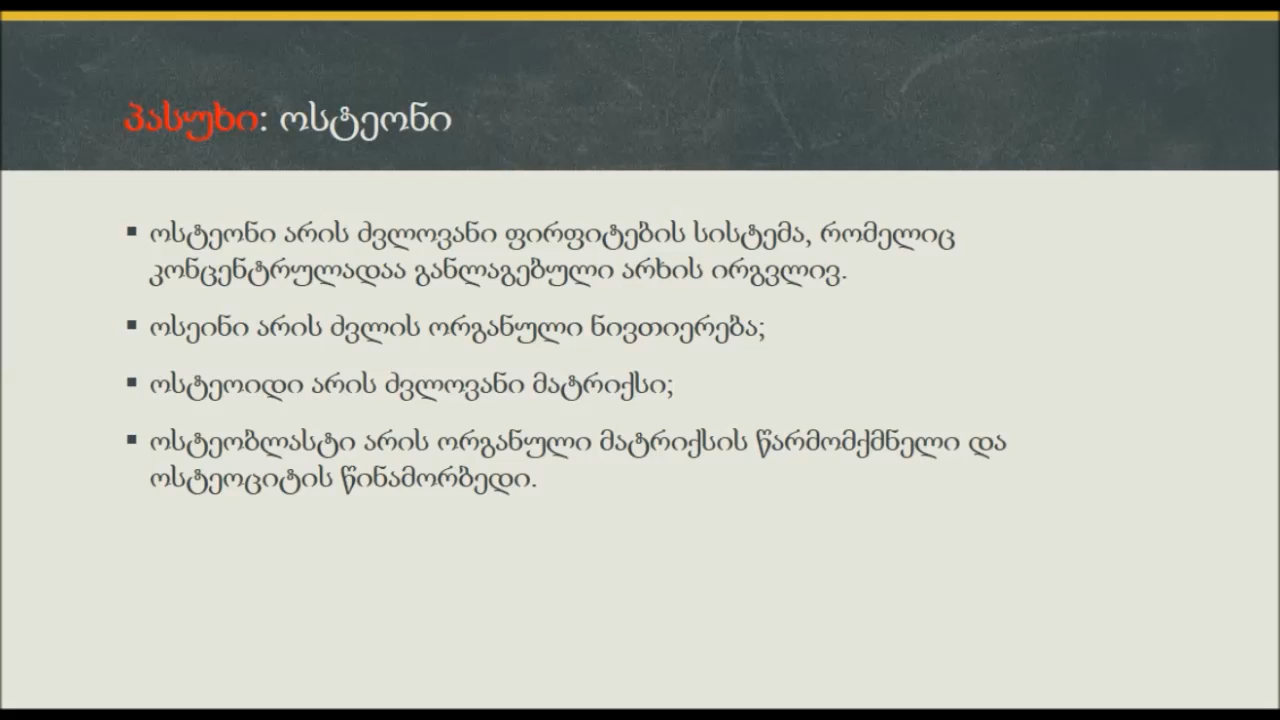 პასუხი: ოსტეონი
▪ ოსტეონი არის ძვლოვანი ფირფიტების სისტემა, რომელიც
კონცენტრულადაა განლაგებული არხის ირგვლივ.
▪ ოსეინი არის ძვლის ორგანული ნივთიერება;
▪ ოსტეოიდი არის ძვლოვანი მატრიქსი;
▪ ოსტეობლასტი არის ორგანული მატრიქსის წარმომქმნელი და
ოსტეოციტის წინამორბედი.